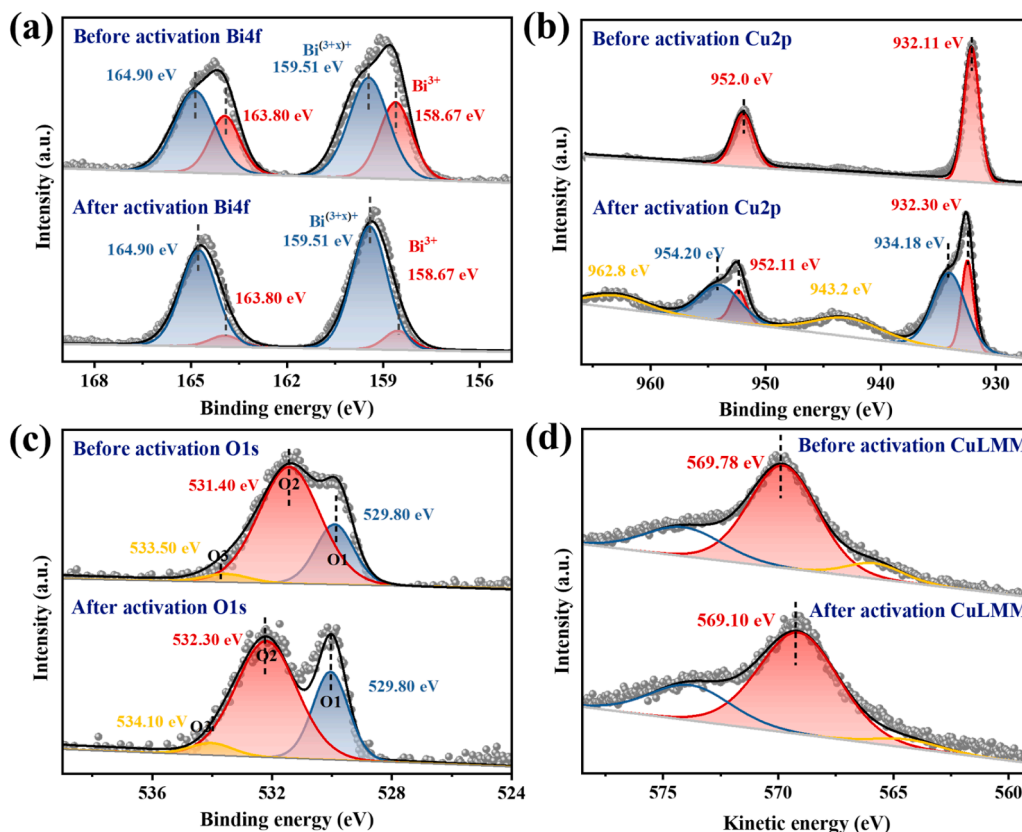 (a)
Before activation Bi4f
164.90 eV
163.80 eV
Bi(3+x)+
159.51 eV
Bi3+
158.67 eV
After activation Bi4f
164.90 eV
163.80 eV
Bi(3+x)+
159.51 eV
Bi3+
158.67 eV
168 165 162 159 156
Binding energy (eV)
Intensity (a.u.)
(b)
Before activation Cu2p
932.11 eV
952.0 eV
After activation Cu2p
932.30 eV
954.20 eV
934.18 eV
962.8 eV
952.11 eV
943.2 eV
960 950 940 930
Binding energy (eV)
Intensity (a.u.)
(c)
Before activation O1s
531.40 eV
O2
529.80 eV
533.50 eV
O3
O1
After activation O1s
532.30 eV
O2
529.80 eV
O1
534.10 eV
O3
536 532 528 524
Binding energy (eV)
Intensity (a.u.)
(d)
Before activation CuLMM
569.78 eV
After activation CuLMM
569.10 eV
575 570 565 560
Kinetic energy (eV)
Intensity (a.u.)